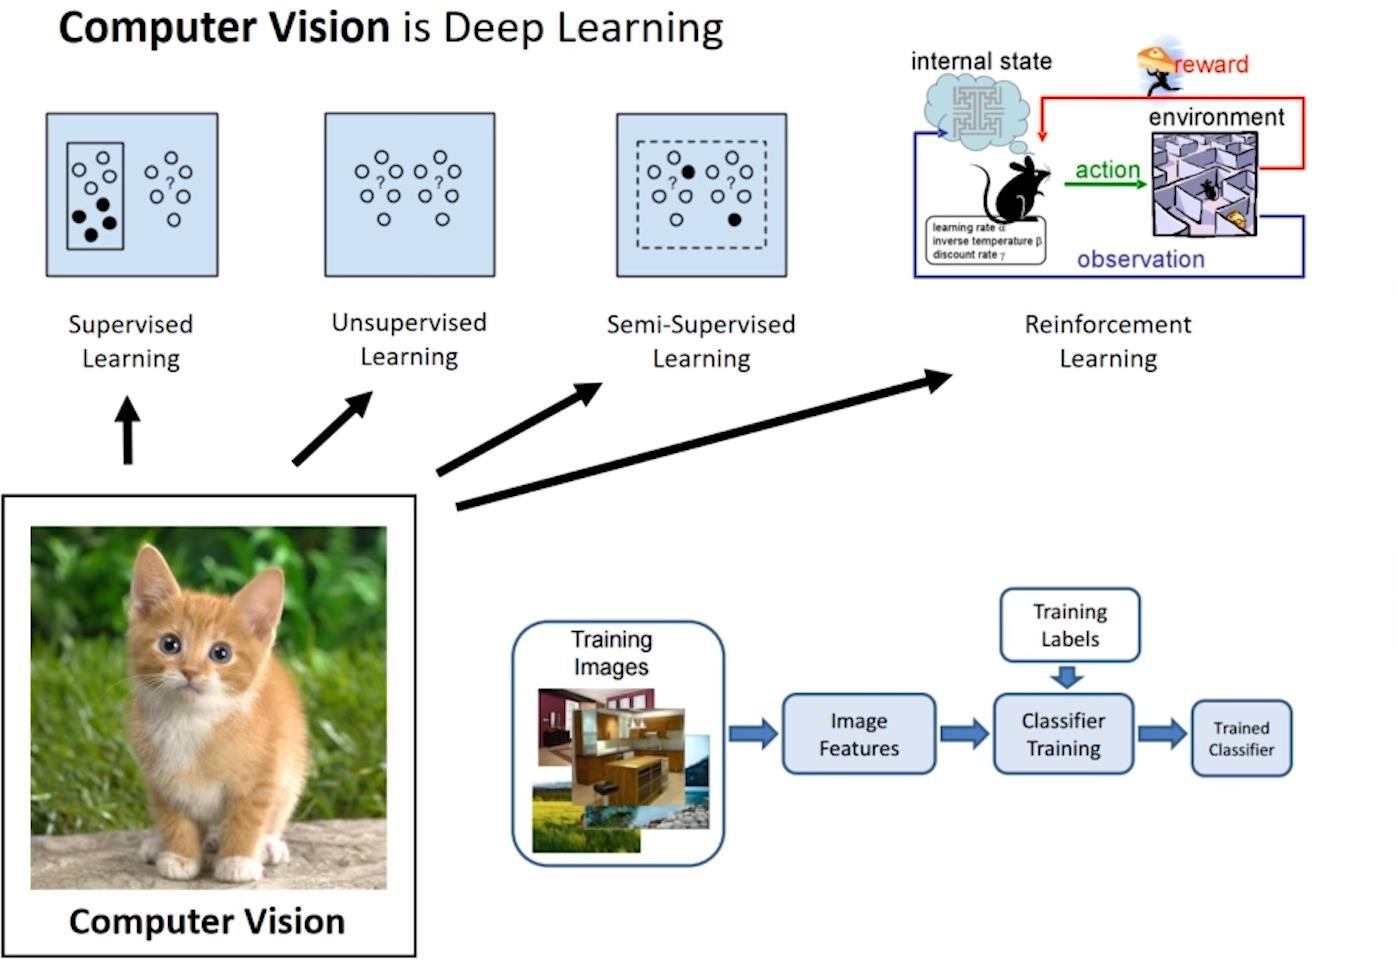 Computer Vision is Deep Learning
?
Supervised
Learning
? ?
Unsupervised
Learning
? ?
Semi-Supervised
Learning
internal state
reward
environment
action
learning rate α
inverse temperature β
discount rate γ
observation
Reinforcement
Learning
Computer Vision
Training
Images
Image
Features
Training
Labels
Classifier
Training
Trained
Classifier